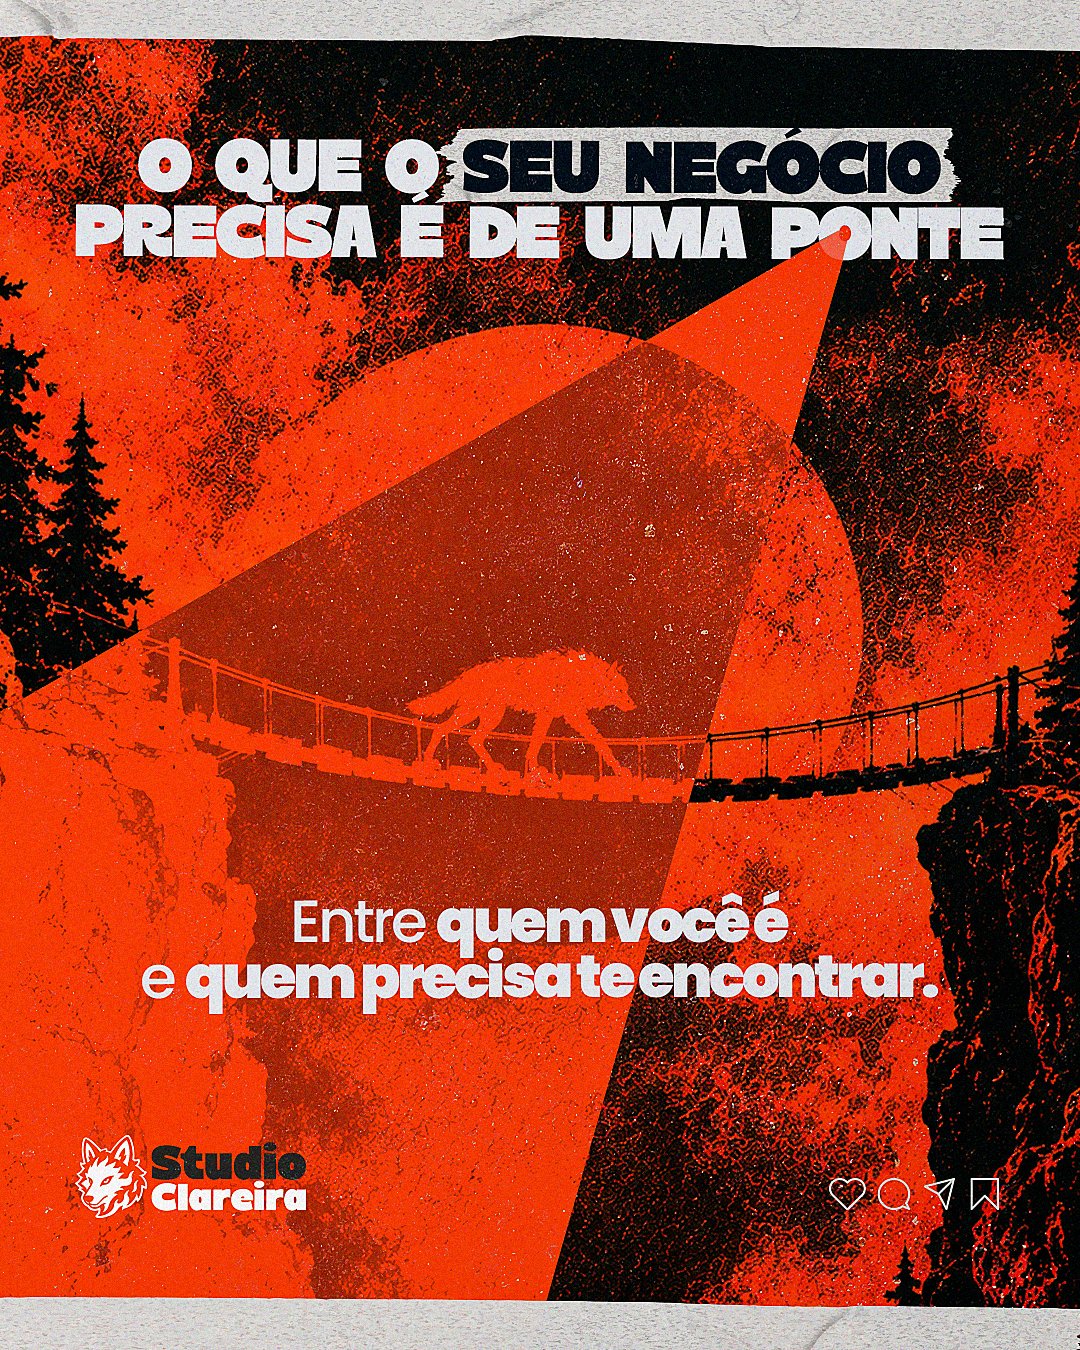 O QUE O SEU NEGÓCIO
PRECISA É DE UMA PONTE
Entre quem você é
e quem precisa te encontrar.
Studio
Clareira